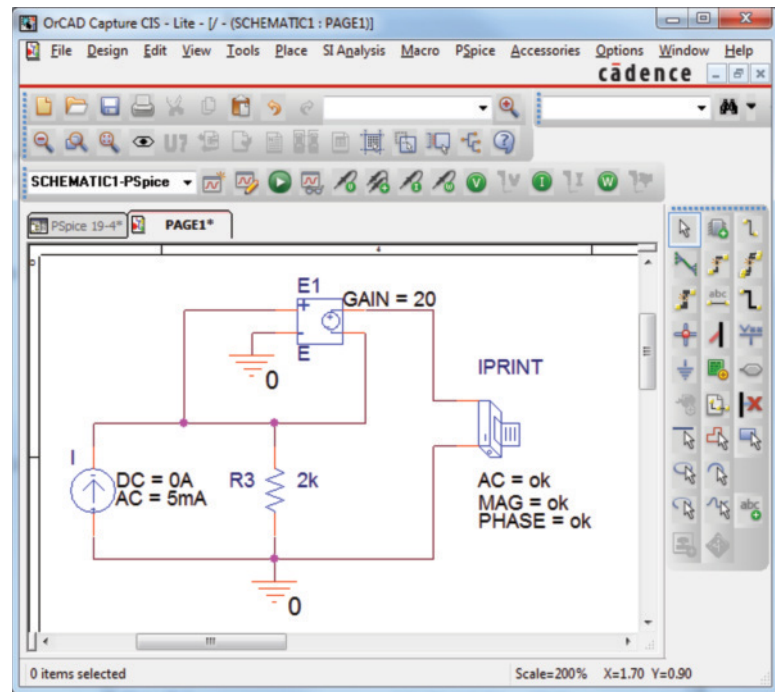 OrCAD Capture CIS - Lite - [/ - (SCHEMATIC1 : PAGE1)]
File Design Edit View Tools Place SI Analysis Macro PSpice Accessories Options Window Help
cādence
U?
SCHEMATIC1-PSpice
V I W
PSpice 19-4* PAGE1*
abc
E1
GAIN = 20
E
0
IPRINT
I
DC = 0A
AC = 5mA
R3 2k
AC = ok
MAG = ok
PHASE = ok
0
abc
0 items selected Scale=200% X=1.70 Y=0.90